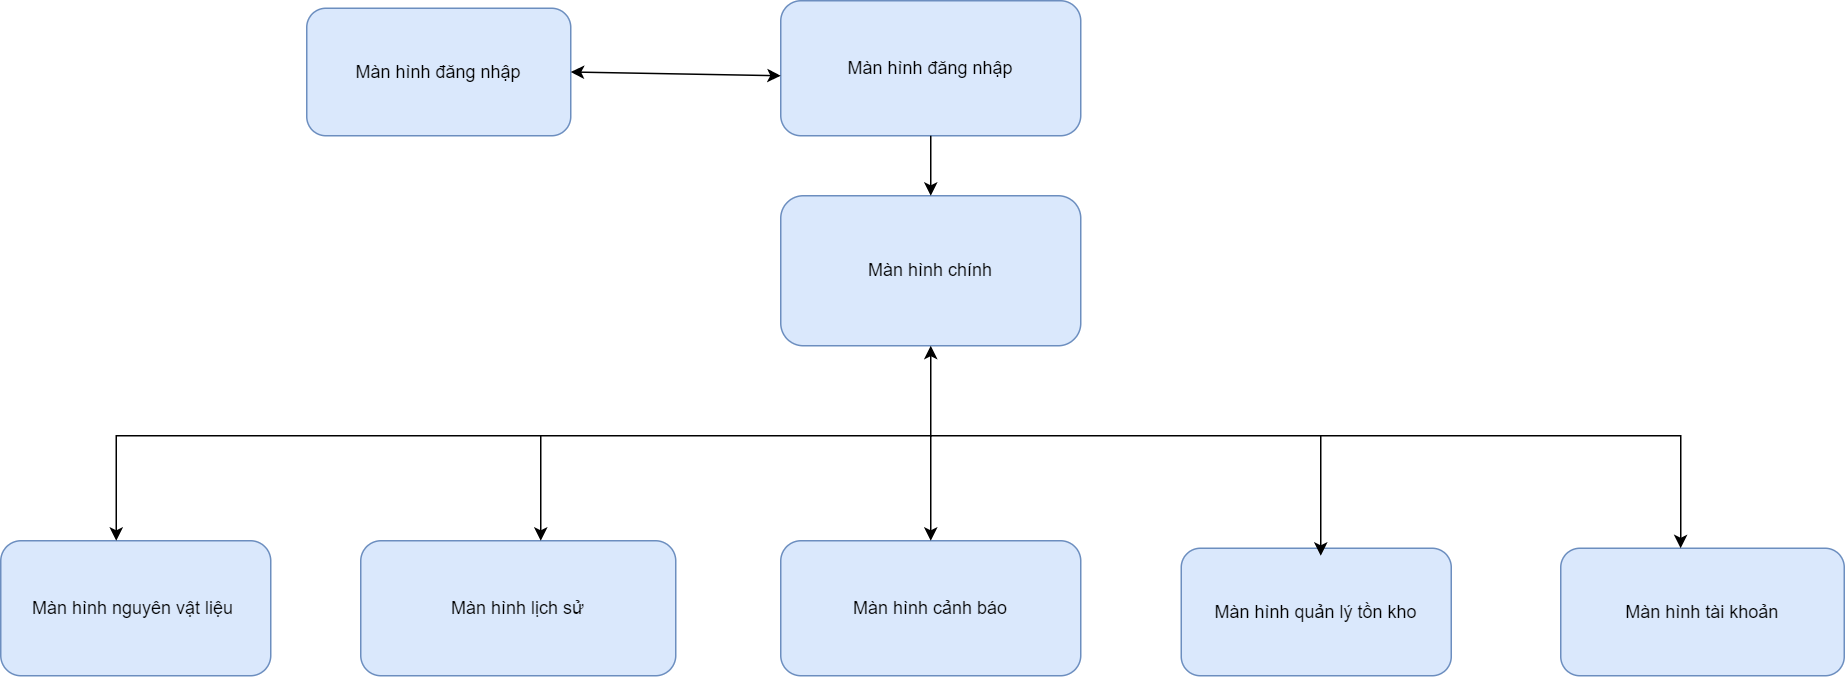 Màn hình đăng nhập
Màn hình đăng nhập
Màn hình chính
Màn hình nguyên vật liệu
Màn hình lịch sử
Màn hình cảnh báo
Màn hình quản lý tồn kho
Màn hình tài khoản